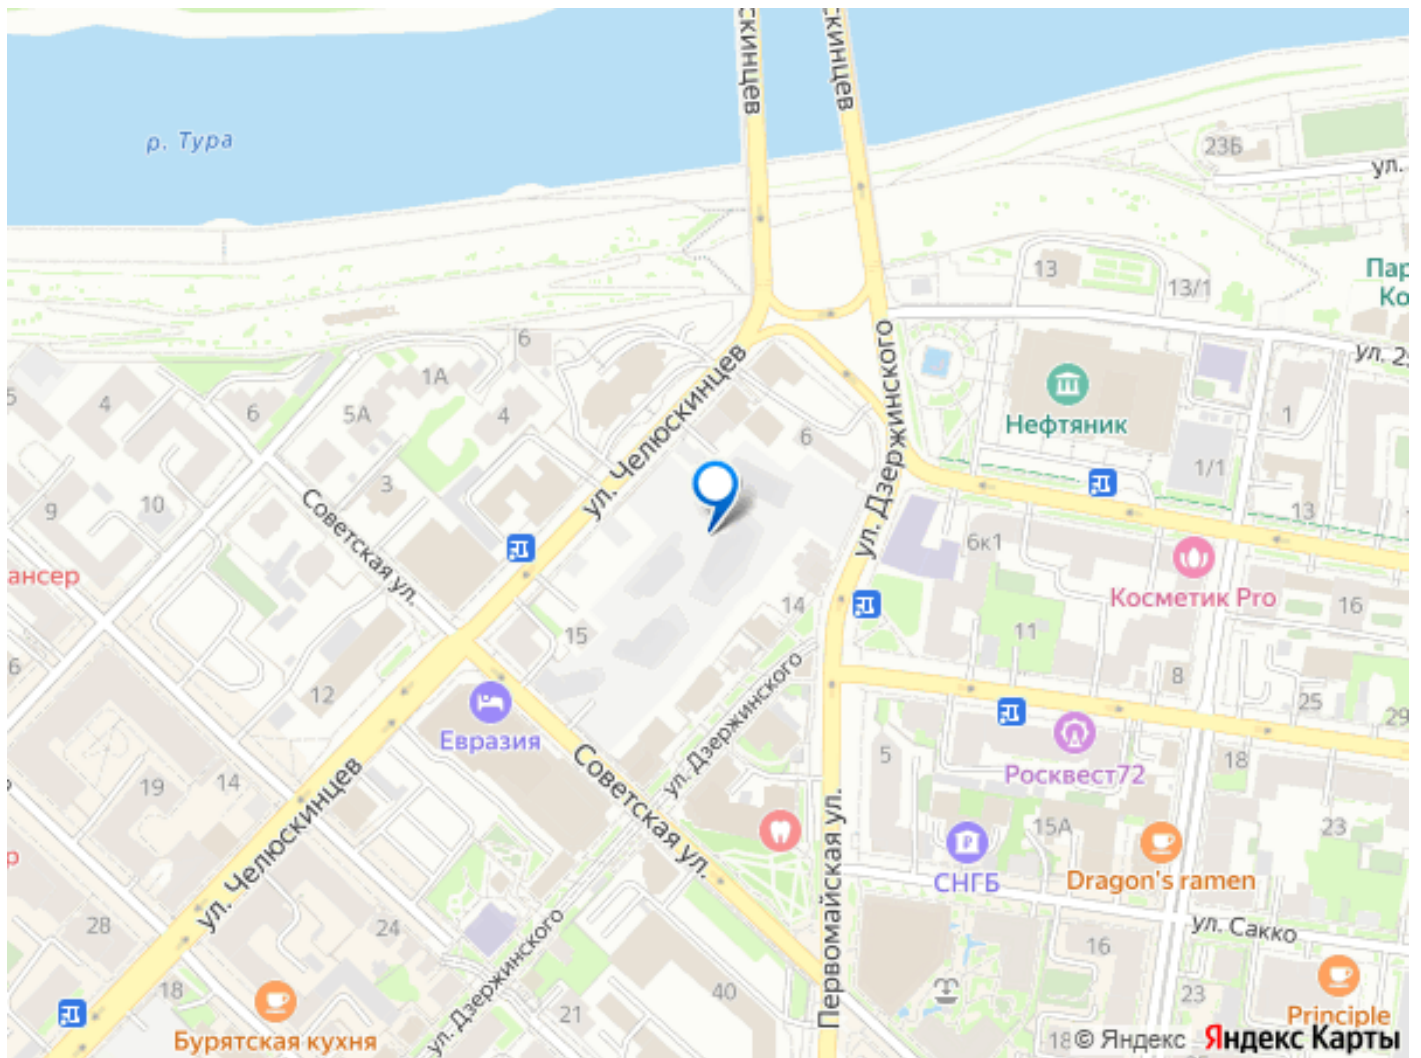 скинцев
скинцев
р. Тура
23Б
ул.
13
13/1
Пар
Ко
ул. Дзержинского
6
ул. 2
ул. Челюскинцев
1А
6
5А
4
4
5
Нефтяник
1
6
1/1
3
10
9
Советская ул.
13
6к1
ансер
Косметик Pro
16
14
11
15
6
12
8
25
29
Евразия
ул. Дзержинского
5
Росквест72
18
19
14
Советская ул.
Первомайская ул.
15А
23
р
ул. Челюскинцев
СНГБ
Dragon's ramen
28
24
ул. Дзержинского
ул. Сакко
16
18
40
21
23
Principle
Бурятская кухня
18
© Яндекс Яндекс Карты